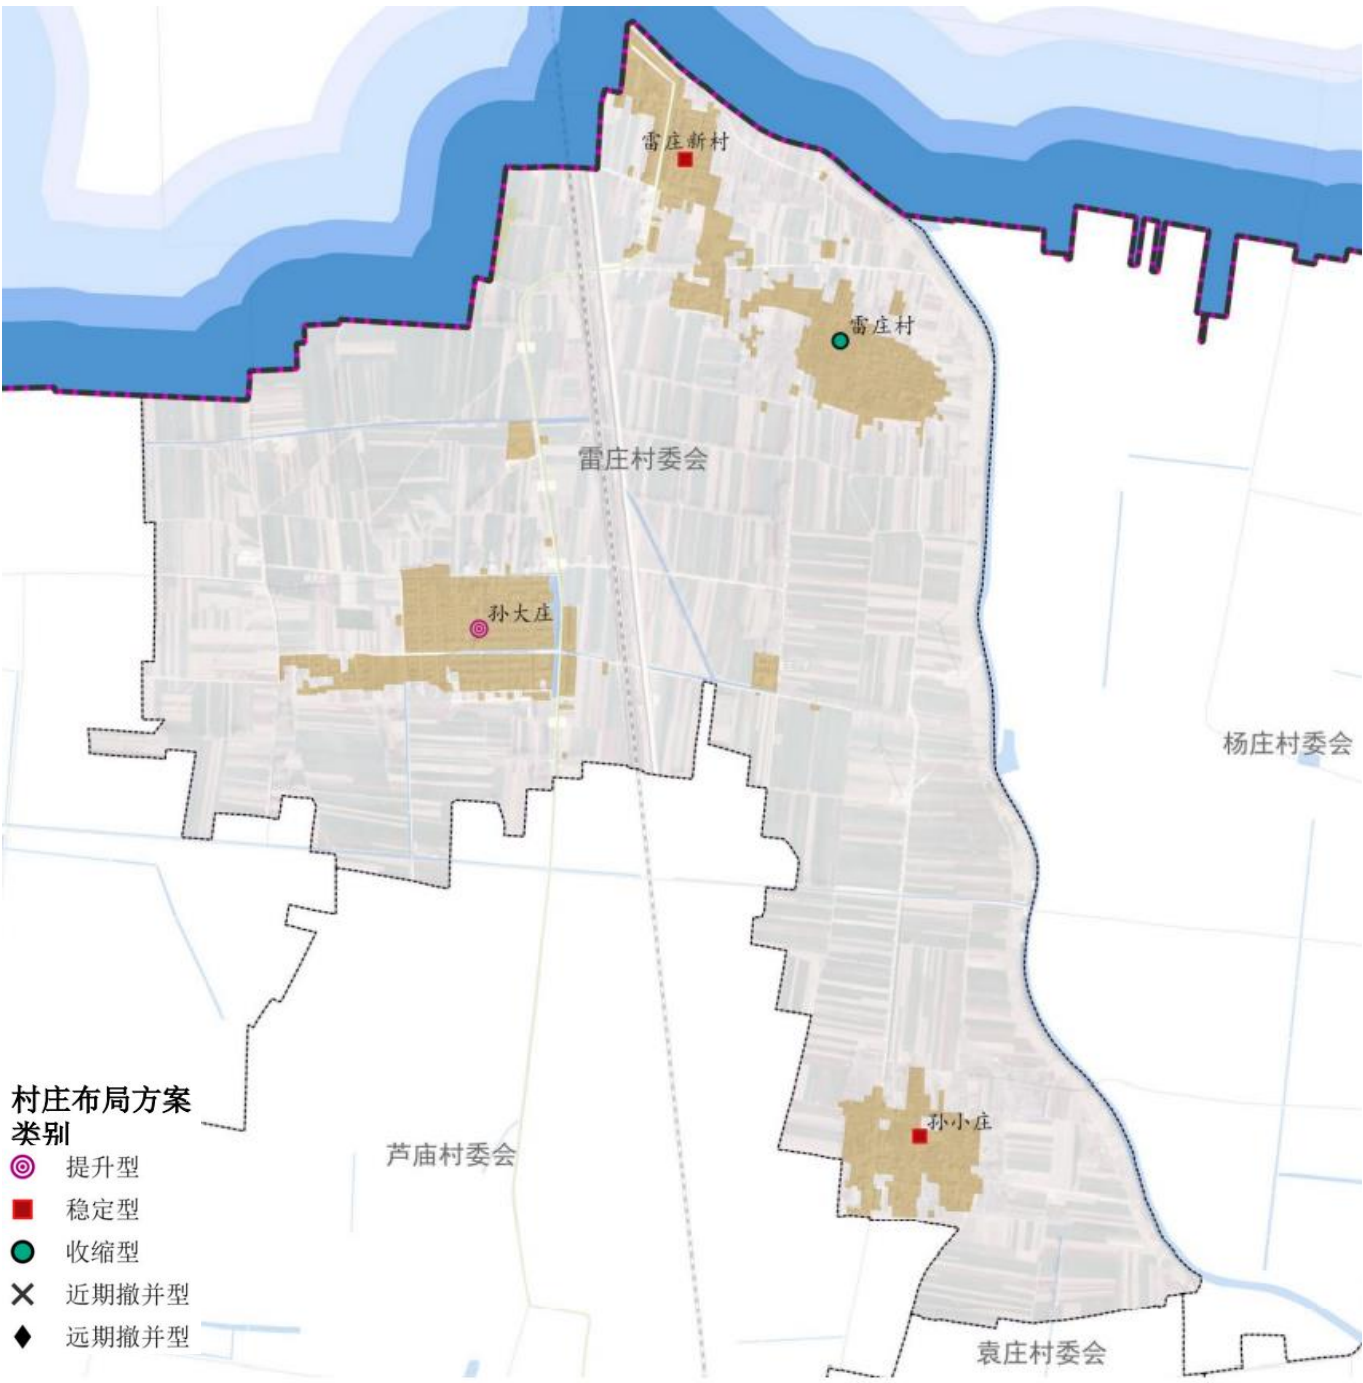 雷庄新村
雷庄村
雷庄村委会
孙大庄
杨庄村委会
孙小庄
芦庙村委会
袁庄村委会
村庄布局方案
类别
提升型
稳定型
收缩型
近期撤并型
远期撤并型